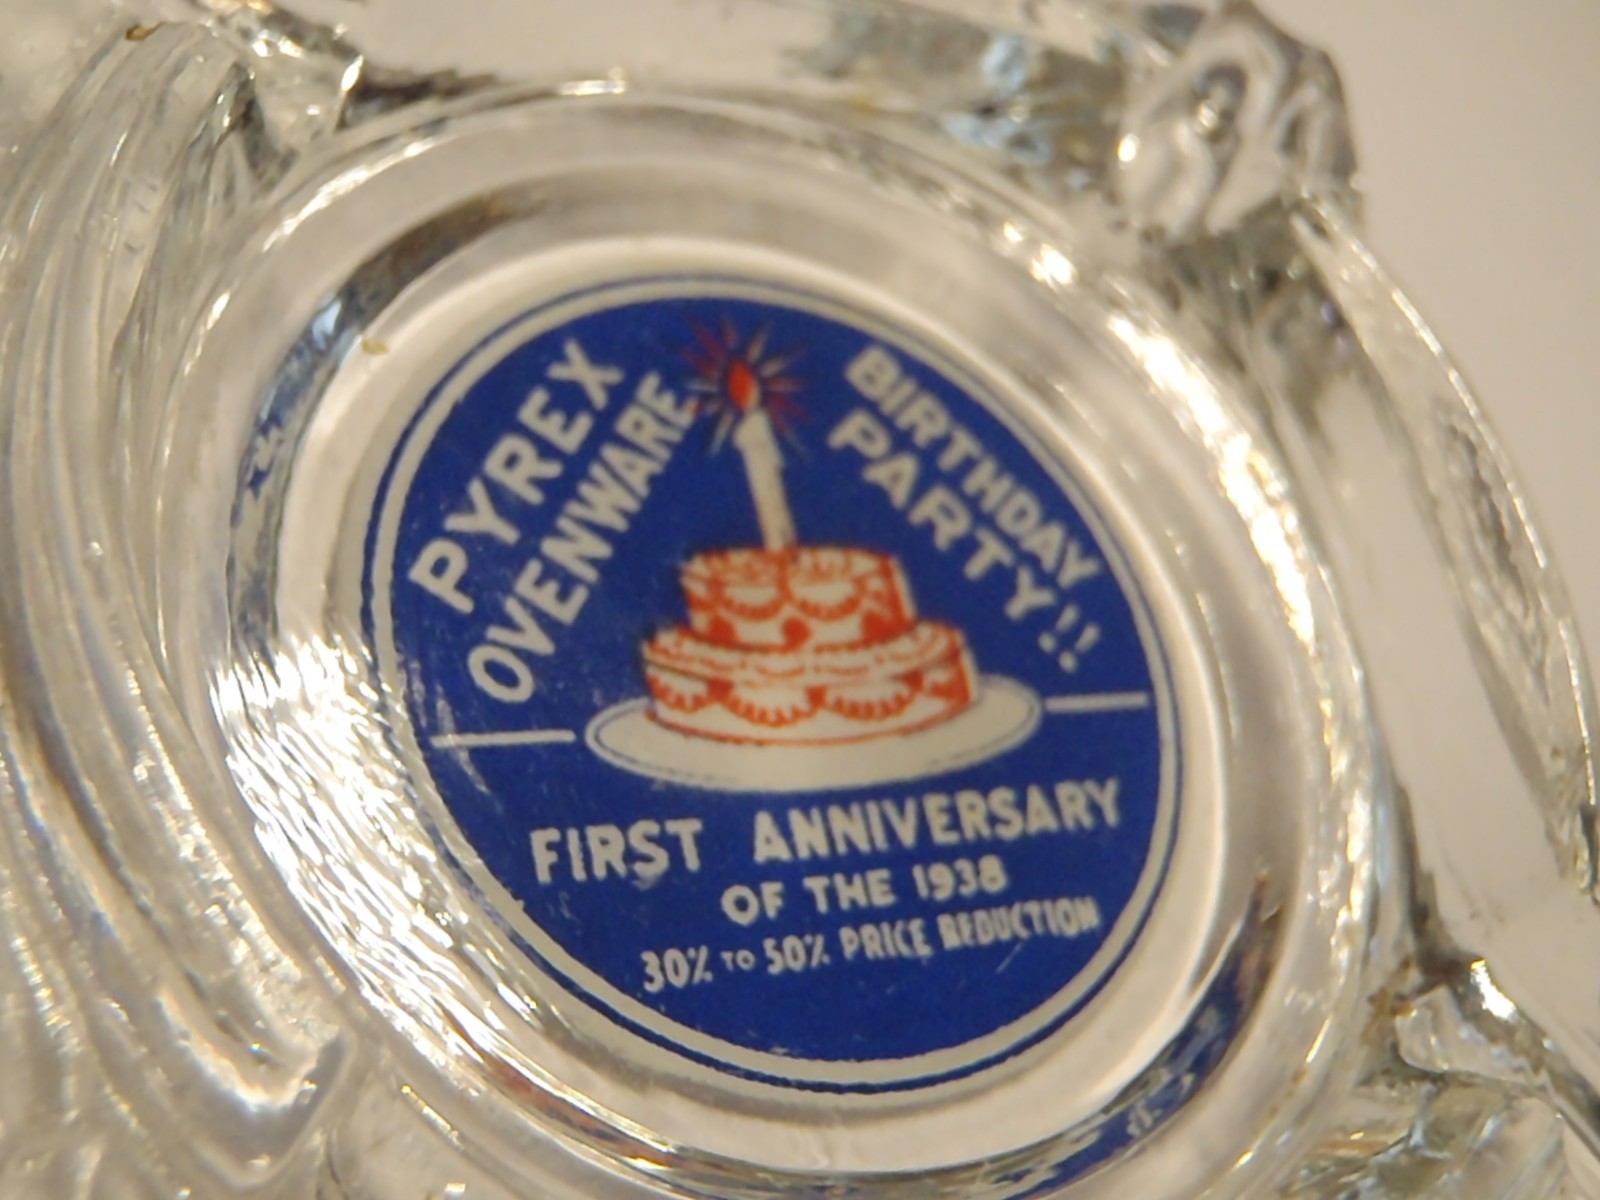 PYREX
OVENWARE
BIRTHDAY
PARTY!!
FIRST ANNIVERSARY
OF THE 1938
30% TO 50% PRICE REDUCTION